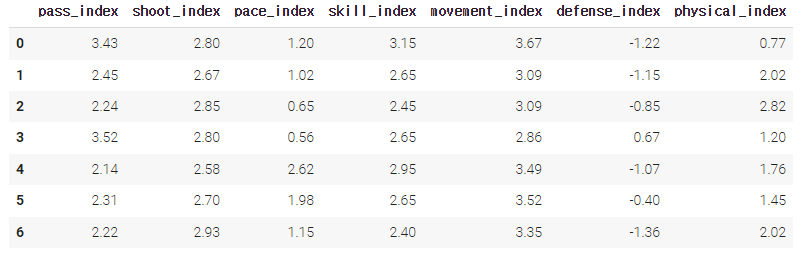 pass_index shoot_index pace_index skill_index movement_index defense_index physical_index
0 3.43 2.80 1.20 3.15 3.67 -1.22 0.77
1 2.45 2.67 1.02 2.65 3.09 -1.15 2.02
2 2.24 2.85 0.65 2.45 3.09 -0.85 2.82
3 3.52 2.80 0.56 2.65 2.86 0.67 1.20
4 2.14 2.58 2.62 2.95 3.49 -1.07 1.76
5 2.31 2.70 1.98 2.65 3.52 -0.40 1.45
6 2.22 2.93 1.15 2.40 3.35 -1.36 2.02